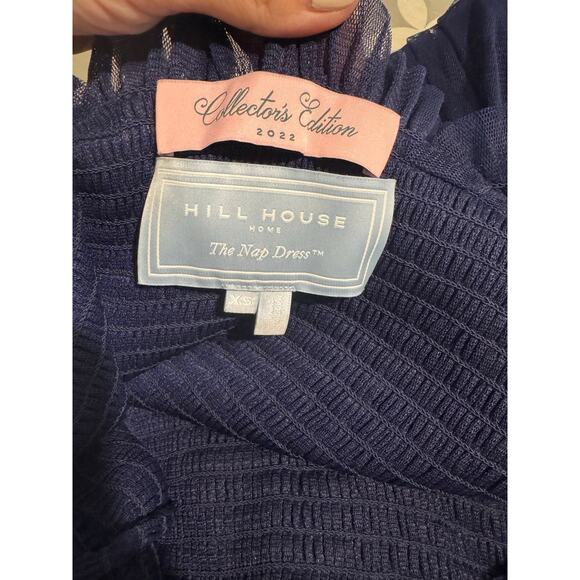 Collector's Edition
2022
HILL HOUSE
HOME
The Nap Dress™
XS